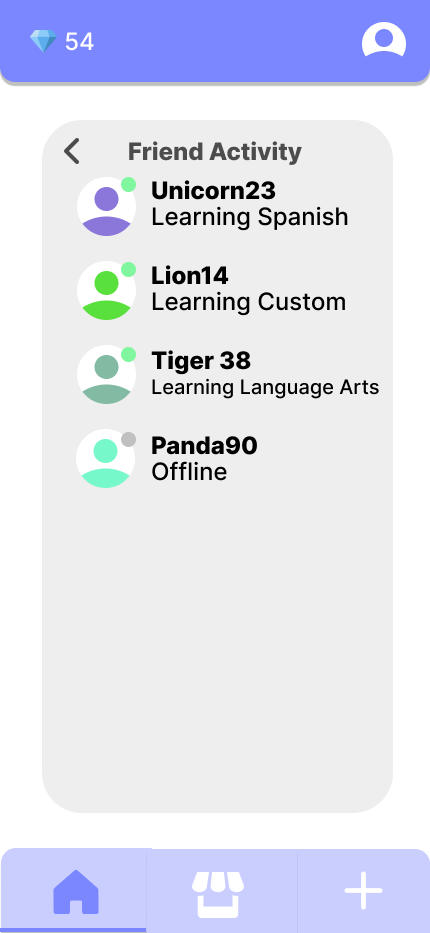 54
Friend Activity
Unicorn23
Learning Spanish
Lion14
Learning Custom
Tiger 38
Learning Language Arts
Panda90
Offline